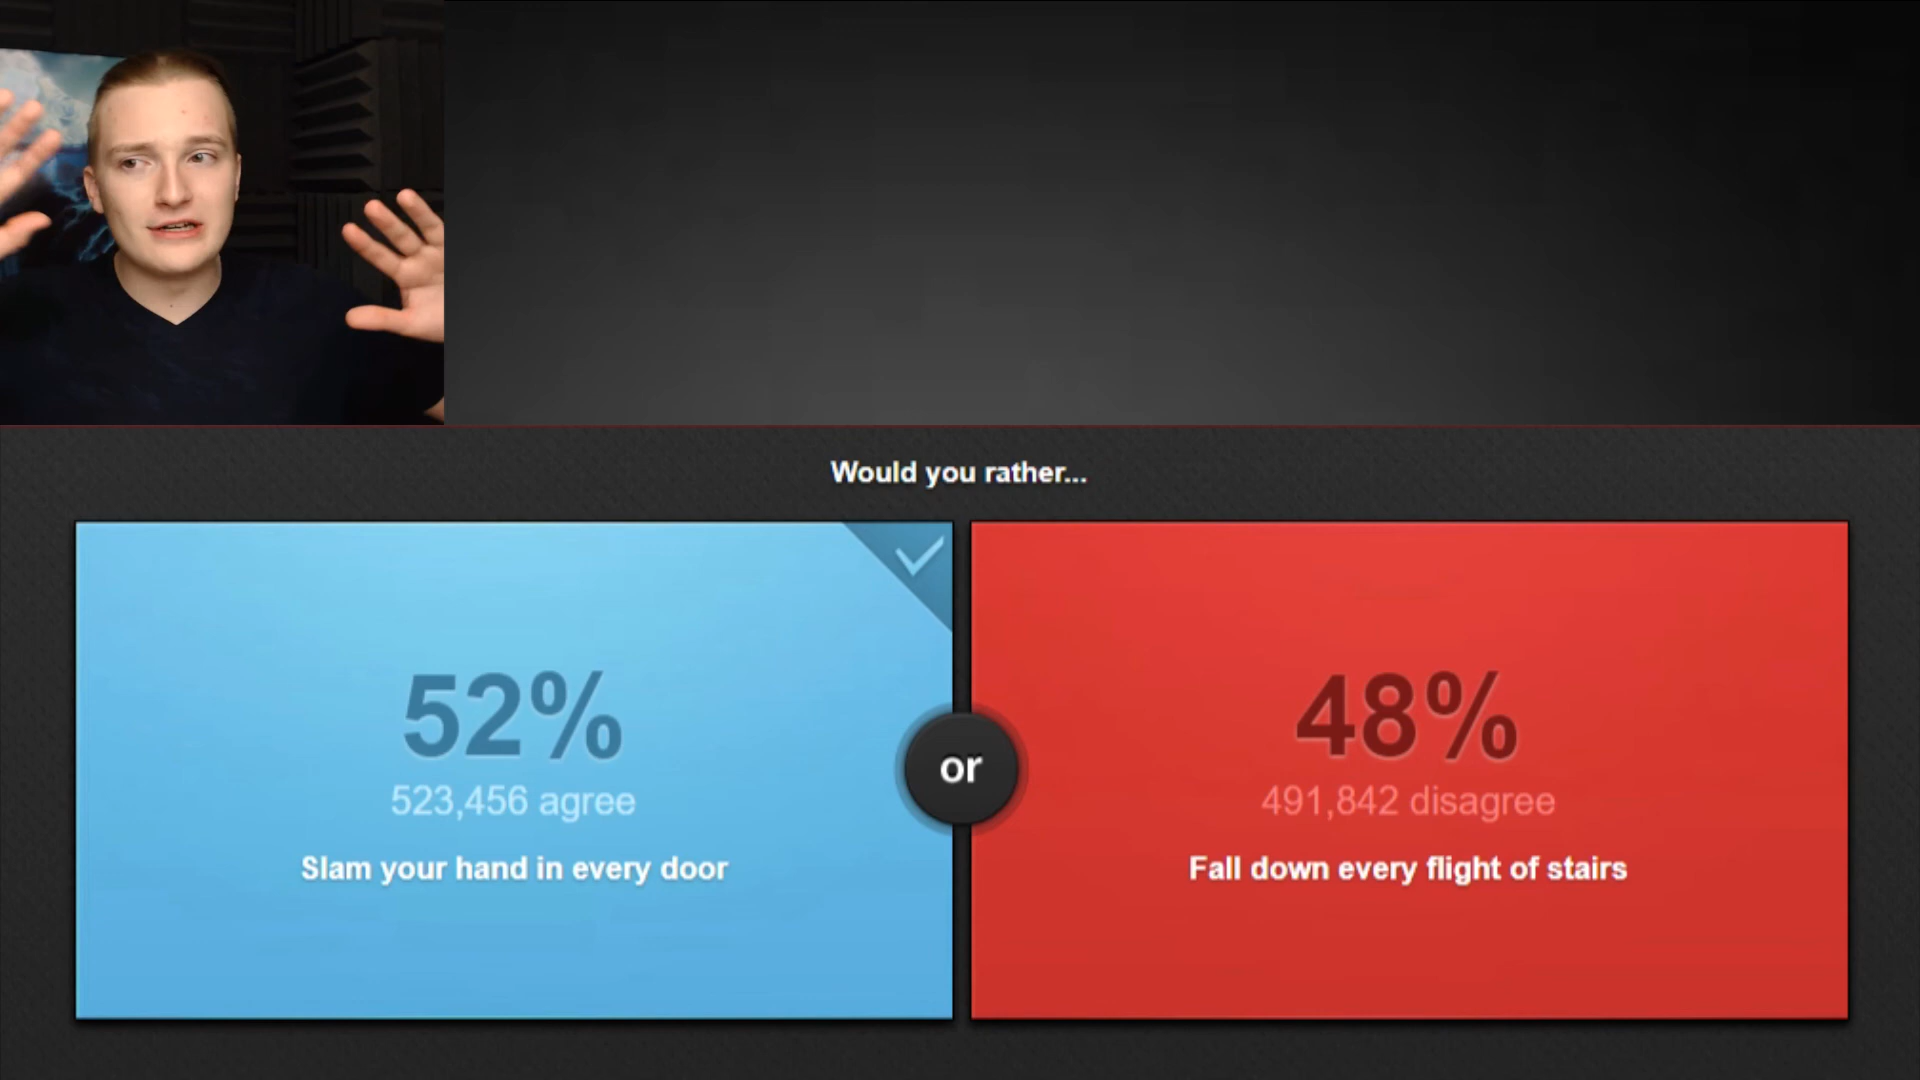 Would you rather...
52%
523,456 agree
Slam your hand in every door
or
48%
491,842 disagree
Fall down every flight of stairs